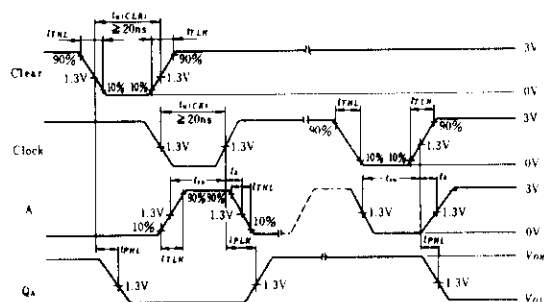 tw(CLR)
≧20ns
tTHL
tTLH
90%
90%
3V
Clear
1.3V
10%
10%
1.3V
0V
tw(CK)
≧20ns
tTHL
tTLH
3V
90%
90%
Clock
1.3V
1.3V
10%
10%
1.3V
0V
tsu
th
tTHL
tsu
th
3V
90%
90%
A
1.3V
1.3V
1.3V
1.3V
10%
10%
0V
tPHL
tTLH
tPLH
tPHL
VOH
QA
1.3V
1.3V
1.3V
VOL